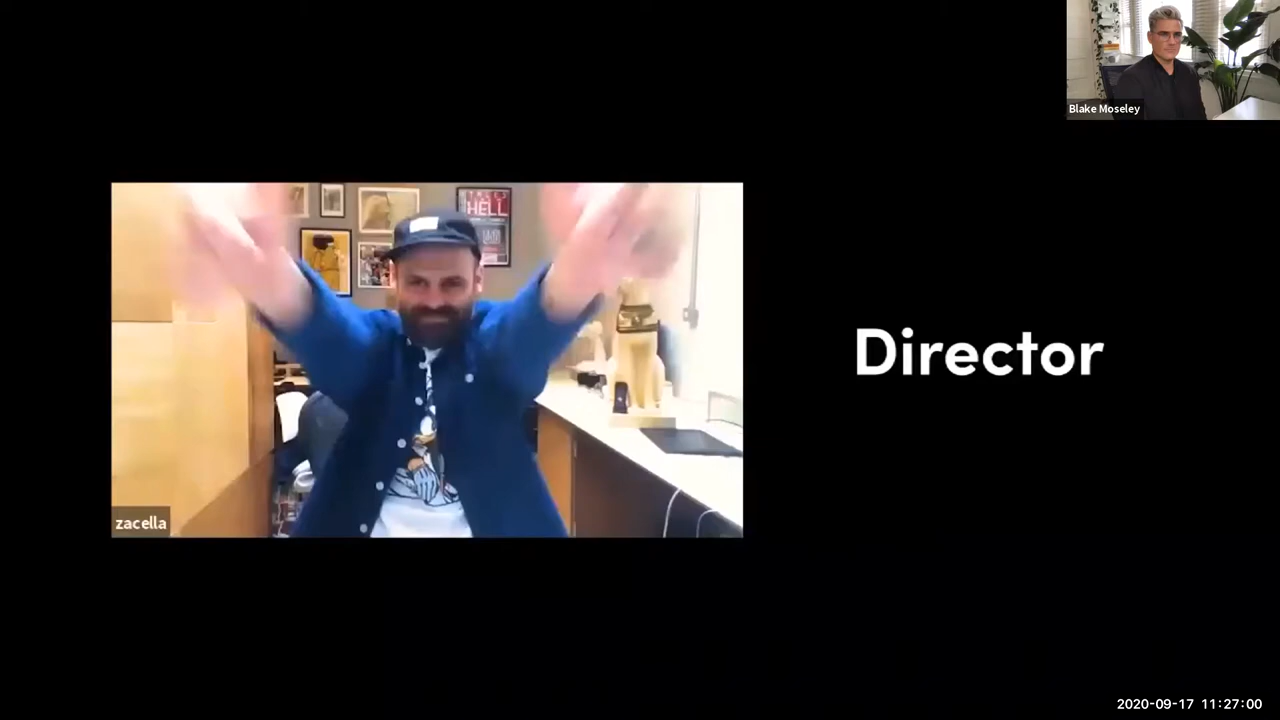 Blake Moseley
HELL
Director
zacella
2020-09-17 11:27:00